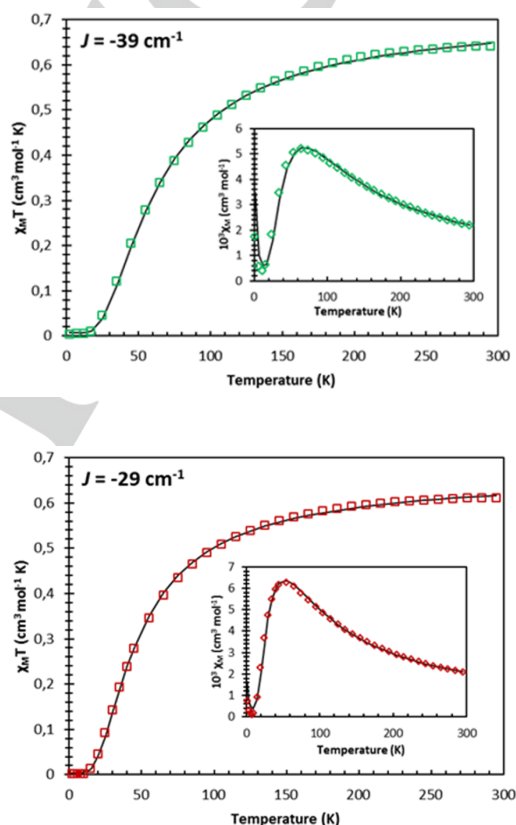 J = -39 cm⁻¹
0,7
0,6
0,5
0,4
0,3
0,2
0,1
0
χMT (cm³ mol⁻¹ K)
0 50 100 150 200 250 300
Temperature (K)
6
5
4
3
2
1
0
10³χM (cm³ mol⁻¹)
0 100 200 300
Temperature (K)
J = -29 cm⁻¹
0,7
0,6
0,5
0,4
0,3
0,2
0,1
0
χMT (cm³ mol⁻¹ K)
0 50 100 150 200 250 300
Temperature (K)
7
6
5
4
3
2
1
0
10³ χM (cm³ mol⁻¹)
0 100 200 300
Temperature (K)